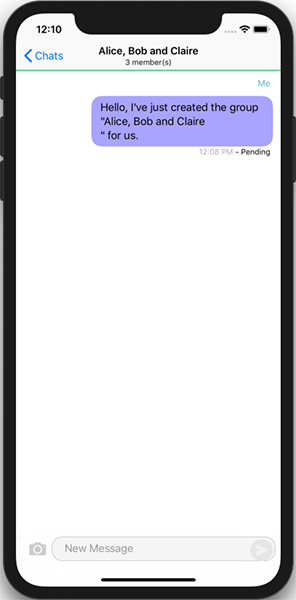 12:10
Chats
Alice, Bob and Claire
3 member(s)
Me
Hello, I've just created the group
"Alice, Bob and Claire
" for us.
12:08 PM - Pending
New Message